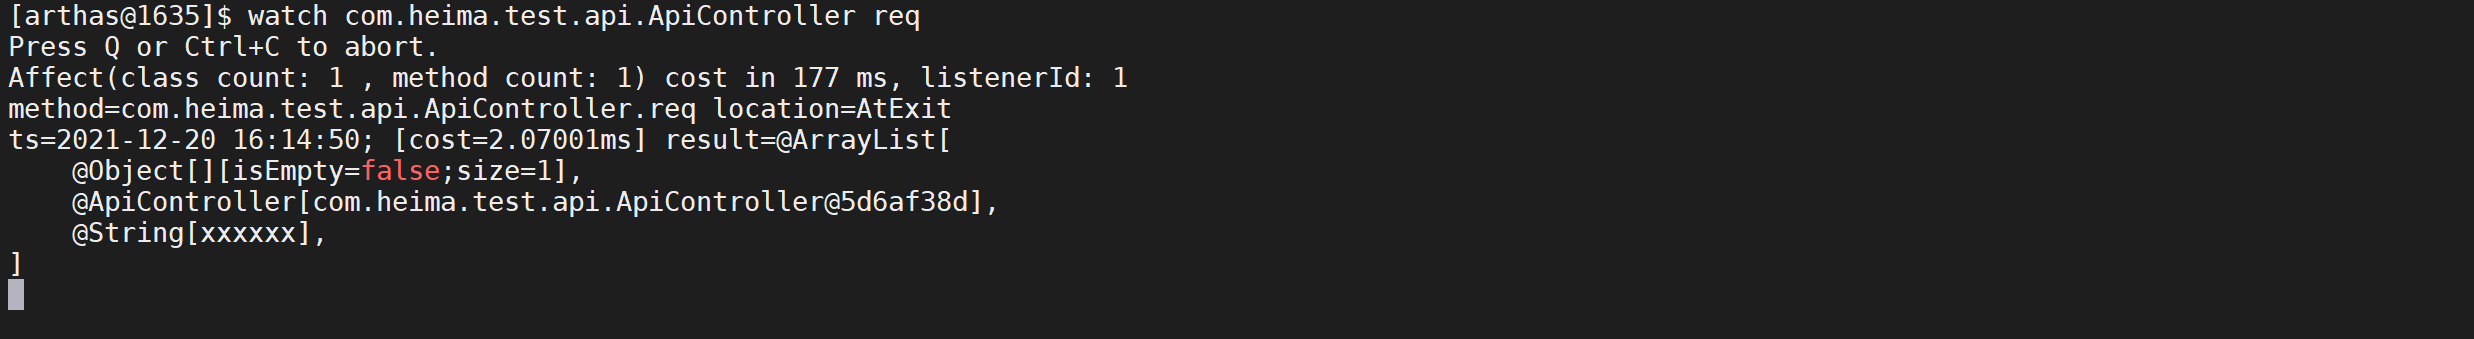 [arthas@1635]$ watch com.heima.test.api.ApiController req
Press Q or Ctrl+C to abort.
Affect(class count: 1 , method count: 1) cost in 177 ms, listenerId: 1
method=com.heima.test.api.ApiController.req location=AtExit
ts=2021-12-20 16:14:50; [cost=2.07001ms] result=@ArrayList[
    @Object[][isEmpty=false;size=1],
    @ApiController[com.heima.test.api.ApiController@5d6af38d],
    @String[xxxxxx],
]